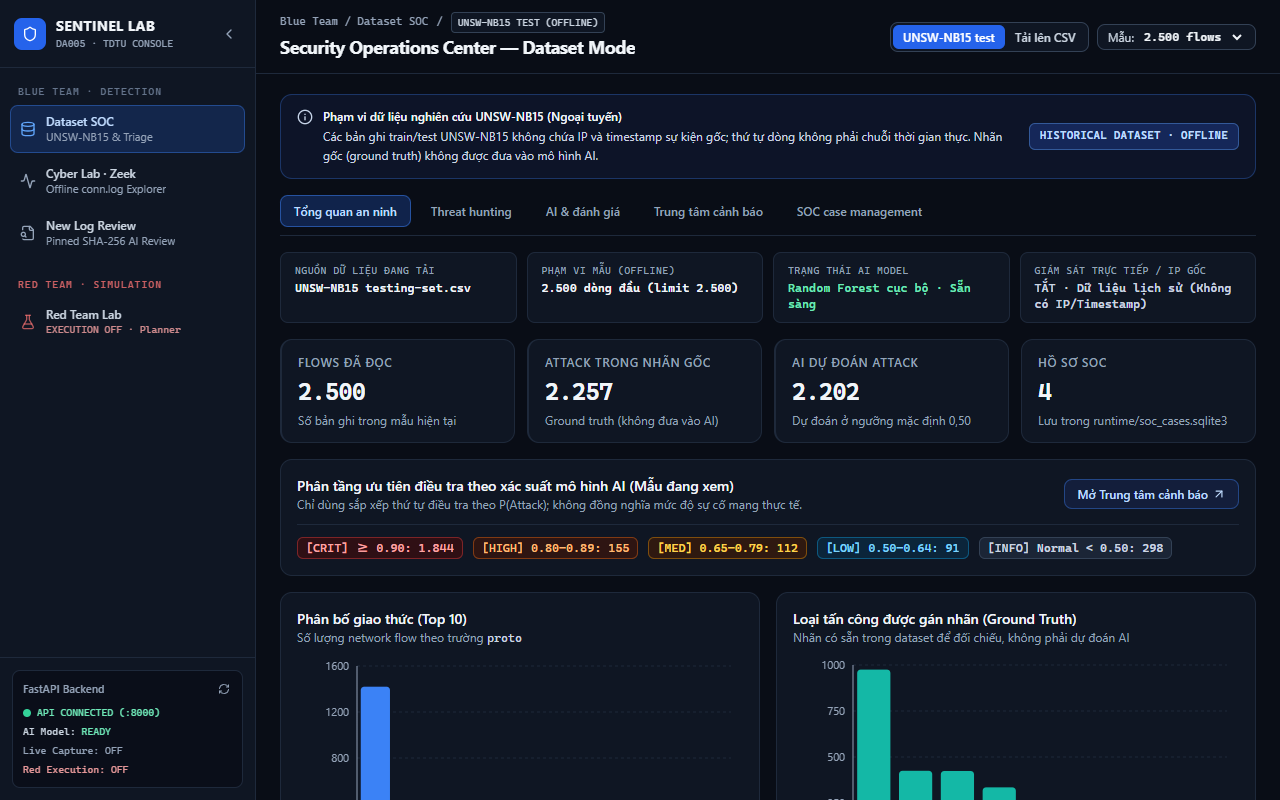 SENTINEL LAB
DA005 · TDTU CONSOLE
BLUE TEAM · DETECTION
Dataset SOC
UNSW-NB15 & Triage
Cyber Lab · Zeek
Offline conn.log Explorer
New Log Review
Pinned SHA-256 AI Review
RED TEAM · SIMULATION
Red Team Lab
EXECUTION OFF · Planner
FastAPI Backend
API CONNECTED (:8000)
AI Model: READY
Live Capture: OFF
Red Execution: OFF
Blue Team / Dataset SOC / UNSW-NB15 TEST (OFFLINE)
Security Operations Center — Dataset Mode
UNSW-NB15 test
Tải lên CSV
Mẫu: 2.500 flows
Phạm vi dữ liệu nghiên cứu UNSW-NB15 (Ngoại tuyến)
Các bản ghi train/test UNSW-NB15 không chứa IP và timestamp sự kiện gốc; thứ tự dòng không phải chuỗi thời gian thực. Nhãn
gốc (ground truth) không được đưa vào mô hình AI.
HISTORICAL DATASET · OFFLINE
Tổng quan an ninh
Threat hunting
AI & đánh giá
Trung tâm cảnh báo
SOC case management
NGUỒN DỮ LIỆU ĐANG TẢI
UNSW-NB15 testing-set.csv
PHẠM VI MẪU (OFFLINE)
2.500 dòng đầu (limit 2.500)
TRẠNG THÁI AI MODEL
Random Forest cục bộ · Sẵn
sàng
GIÁM SÁT TRỰC TIẾP / IP GỐC
TẮT · Dữ liệu lịch sử (Không
có IP/Timestamp)
FLOWS ĐÃ ĐỌC
2.500
Số bản ghi trong mẫu hiện tại
ATTACK TRONG NHÃN GỐC
2.257
Ground truth (không đưa vào AI)
AI DỰ ĐOÁN ATTACK
2.202
Dự đoán ở ngưỡng mặc định 0,50
HỒ SƠ SOC
4
Lưu trong runtime/soc_cases.sqlite3
Phân tầng ưu tiên điều tra theo xác suất mô hình AI (Mẫu đang xem)
Chỉ dùng sắp xếp thứ tự điều tra theo P(Attack); không đồng nghĩa mức độ sự cố mạng thực tế.
Mở Trung tâm cảnh báo
[CRIT] ≥ 0.90: 1.844
[HIGH] 0.80–0.89: 155
[MED] 0.65–0.79: 112
[LOW] 0.50–0.64: 91
[INFO] Normal < 0.50: 298
Phân bố giao thức (Top 10)
Số lượng network flow theo trường proto
1600
1200
800
Loại tấn công được gán nhãn (Ground Truth)
Nhãn có sẵn trong dataset để đối chiếu, không phải dự đoán AI
1000
750
500